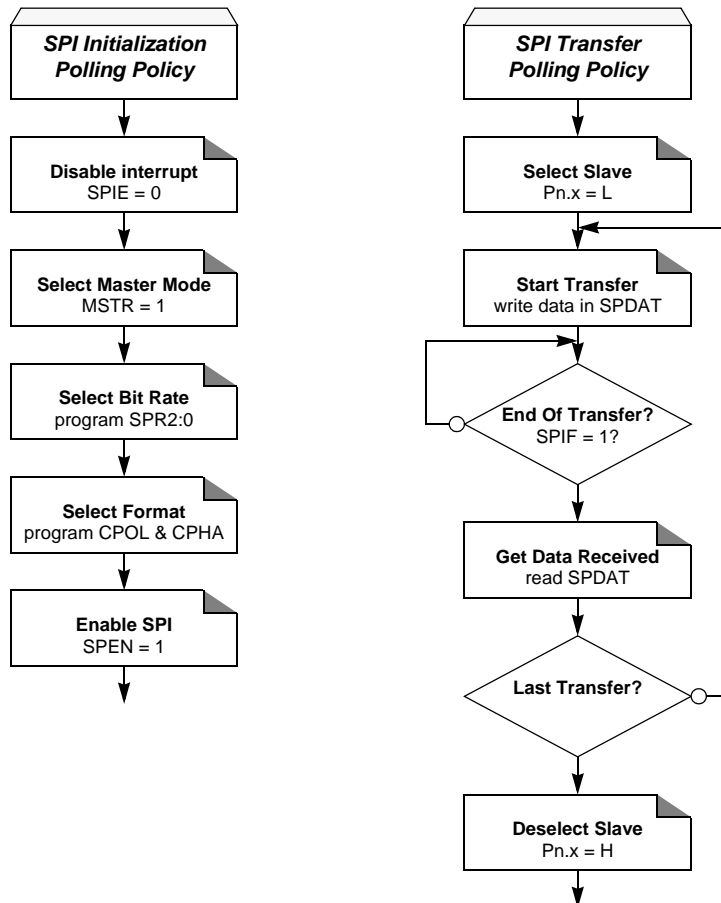 SPI Initialization
Polling Policy
Disable interrupt
SPIE = 0
Select Master Mode
MSTR = 1
Select Bit Rate
program SPR2:0
Select Format
program CPOL & CPHA
Enable SPI
SPEN = 1
SPI Transfer
Polling Policy
Select Slave
Pn.x = L
Start Transfer
write data in SPDAT
End Of Transfer?
SPIF = 1?
Get Data Received
read SPDAT
Last Transfer?
Deselect Slave
Pn.x = H